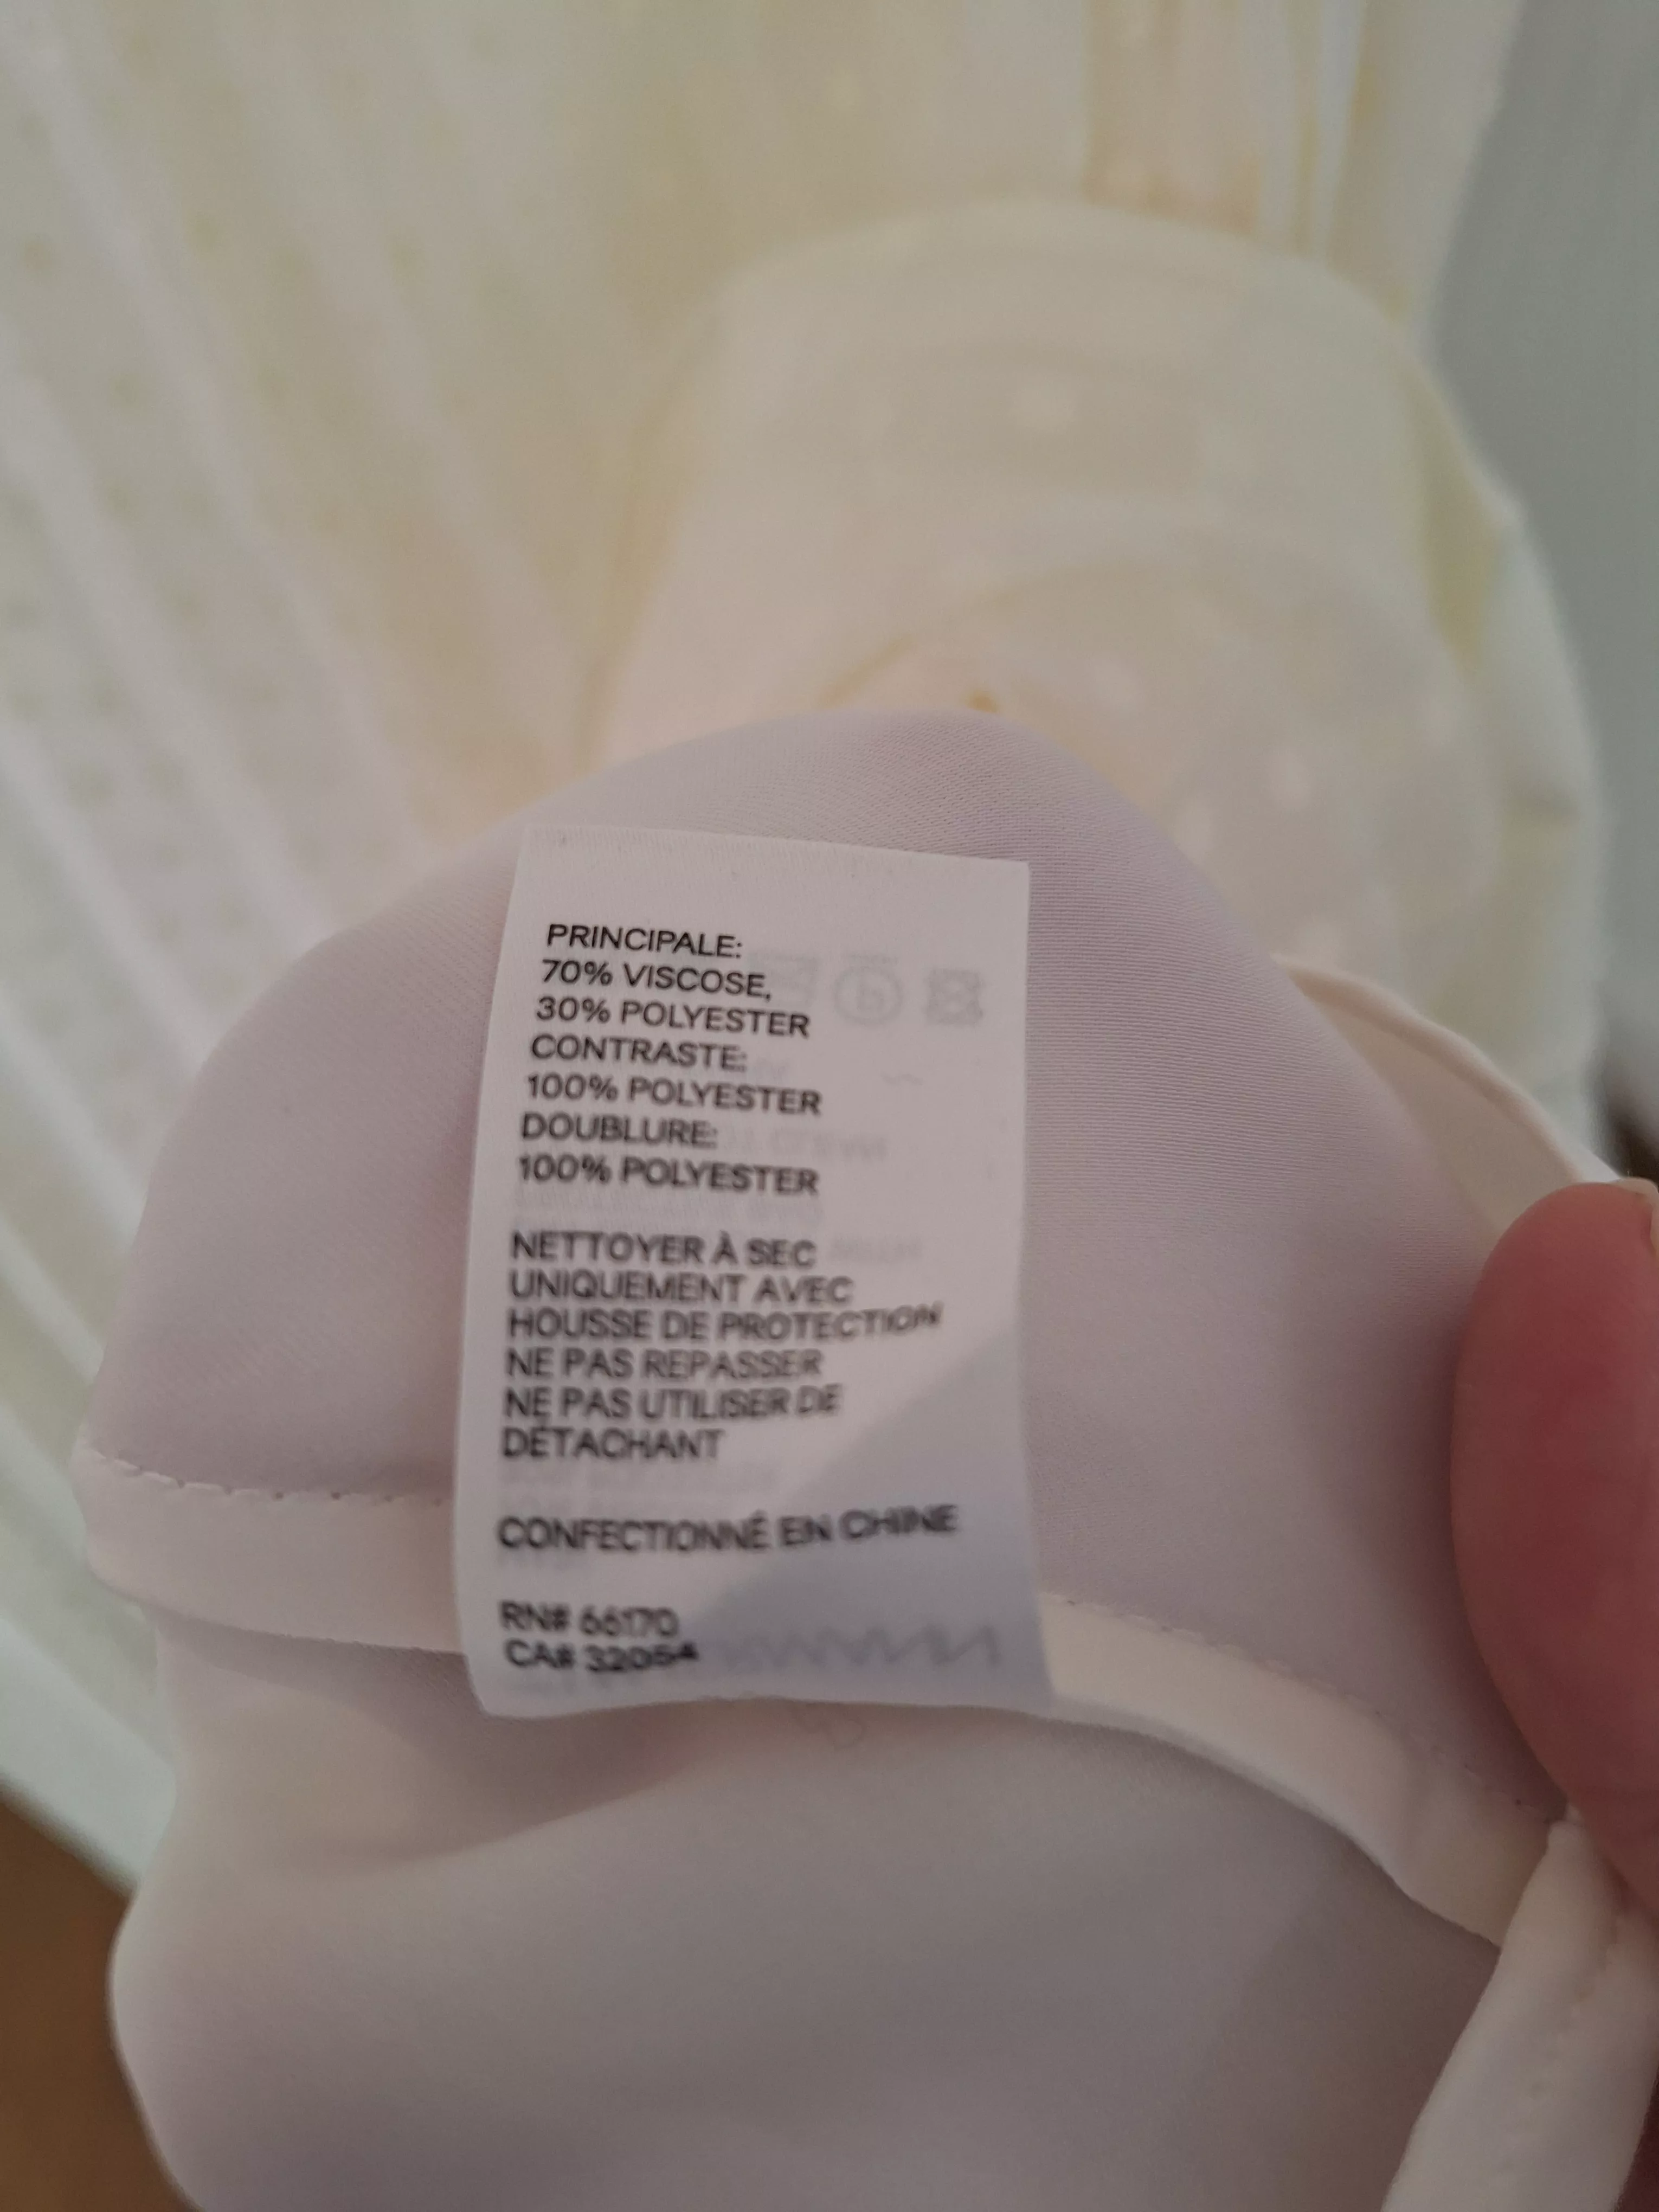 PRINCIPALE:
70% VISCOSE,
30% POLYESTER
CONTRASTE:
100% POLYESTER
DOUBLURE:
100% POLYESTER
NETTOYER À SEC
UNIQUEMENT AVEC
HOUSSE DE PROTECTION
NE PAS REPASSER
NE PAS UTILISER DE
DÉTACHANT
CONFECTIONNÉ EN CHINE
RN# 66170
CA# 32054